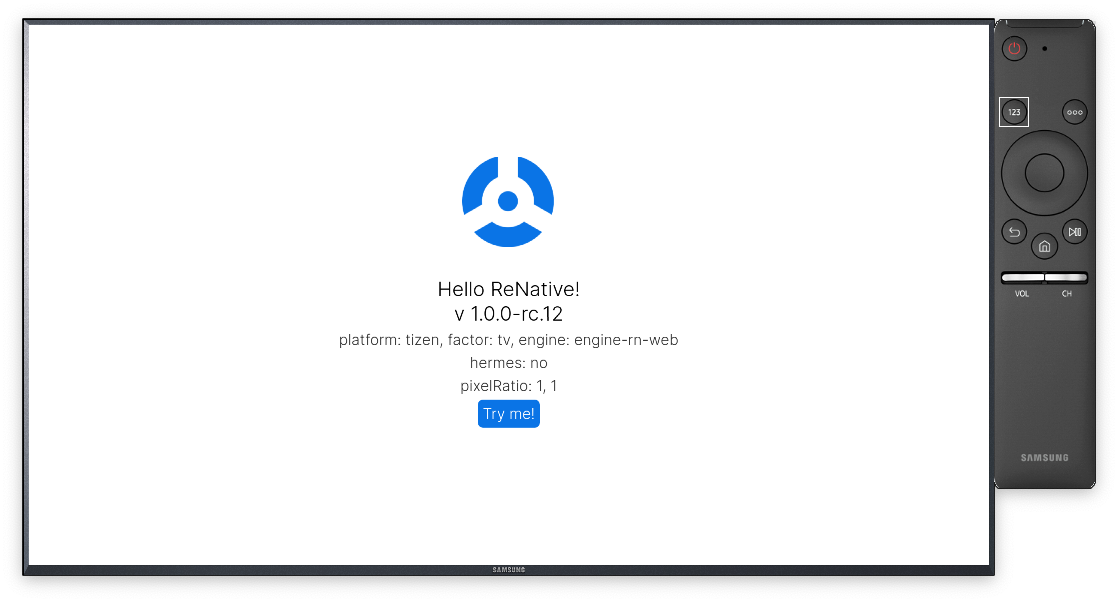 Hello ReNative!
v 1.0.0-rc.12
platform: tizen, factor: tv, engine: engine-rn-web
hermes: no
pixelRatio: 1, 1
Try me!
SAMSUNG
123
VOL CH
SAMSUNG